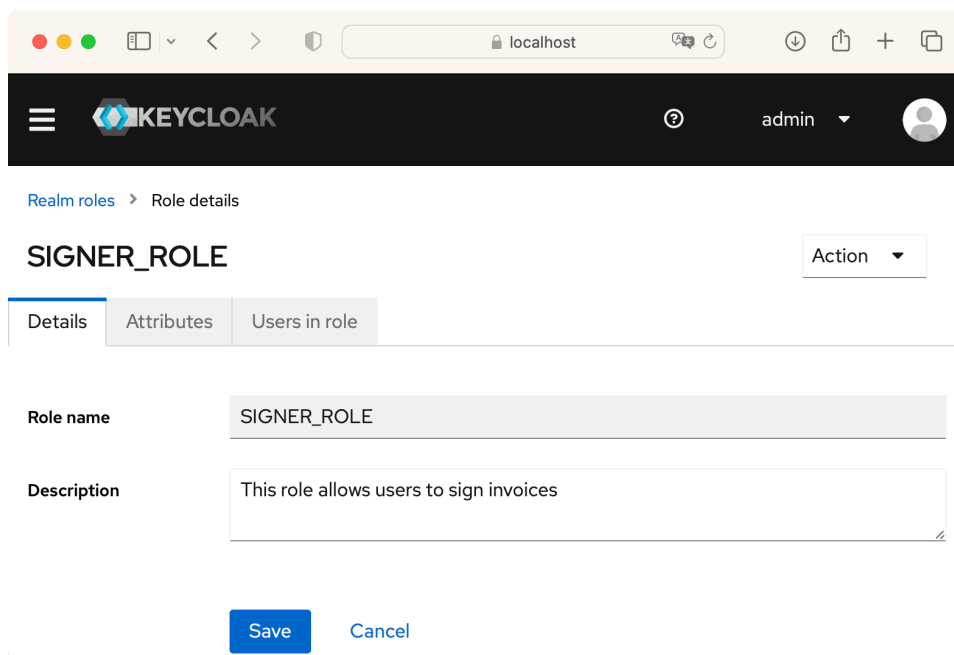 localhost
KEYCLOAK
admin
Realm roles > Role details
SIGNER_ROLE
Action
Details Attributes Users in role
Role name SIGNER_ROLE
Description This role allows users to sign invoices
Save Cancel